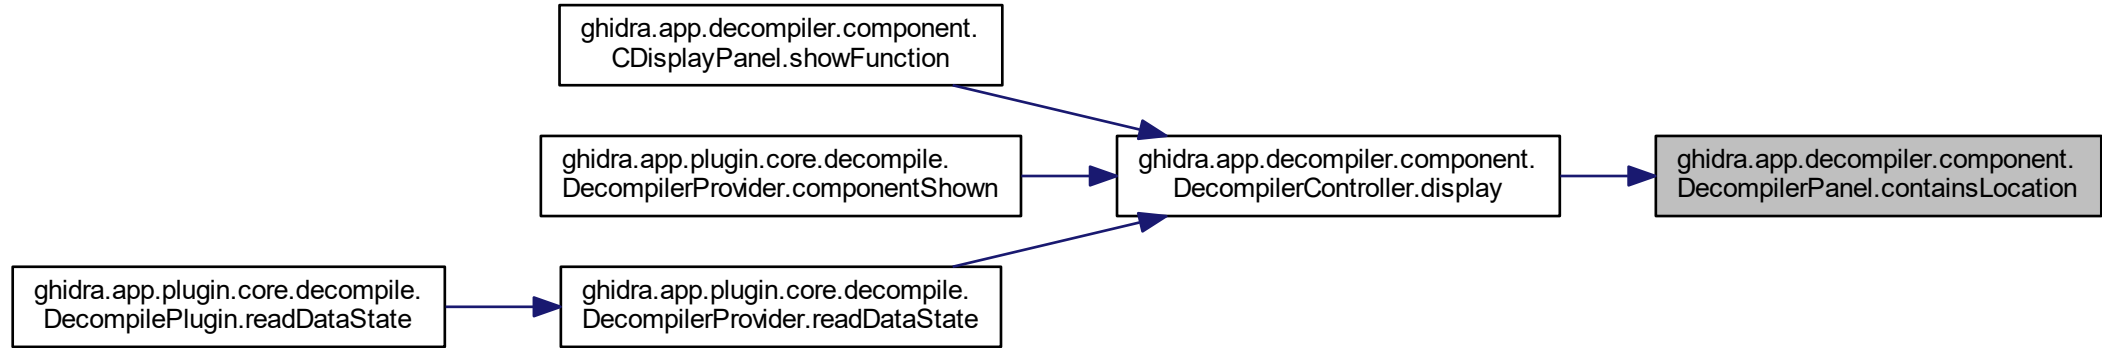 ghidra.app.decompiler.component.
CDisplayPanel.showFunction
ghidra.app.plugin.core.decompile.
DecompilerProvider.componentShown
ghidra.app.decompiler.component.
DecompilerController.display
ghidra.app.decompiler.component.
DecompilerPanel.containsLocation
ghidra.app.plugin.core.decompile.
DecompilePlugin.readDataState
ghidra.app.plugin.core.decompile.
DecompilerProvider.readDataState